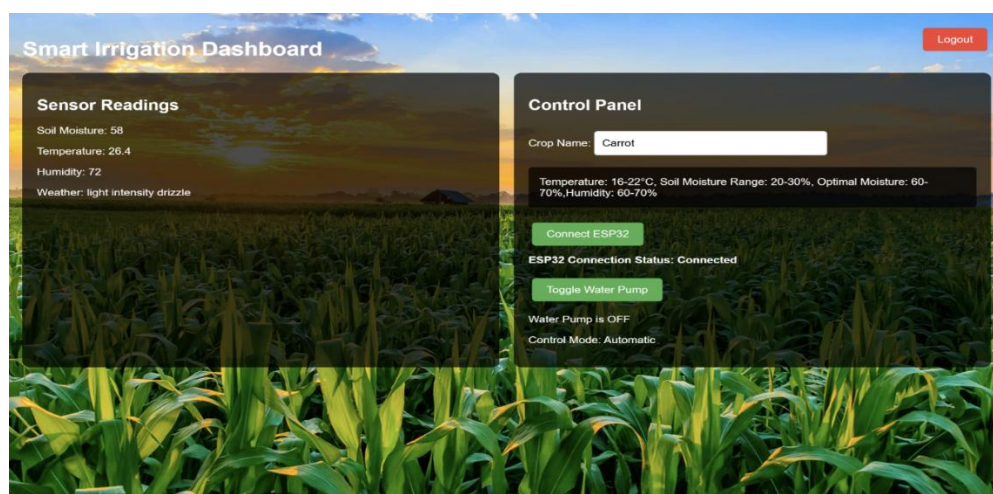 Smart Irrigation Dashboard
Logout
Sensor Readings
Soil Moisture: 58
Temperature: 26.4
Humidity: 72
Weather: light intensity drizzle
Control Panel
Crop Name: Carrot
Temperature: 16-22°C, Soil Moisture Range: 20-30%, Optimal Moisture: 60-
70%,Humidity: 60-70%
Connect ESP32
ESP32 Connection Status: Connected
Toggle Water Pump
Water Pump is OFF
Control Mode: Automatic